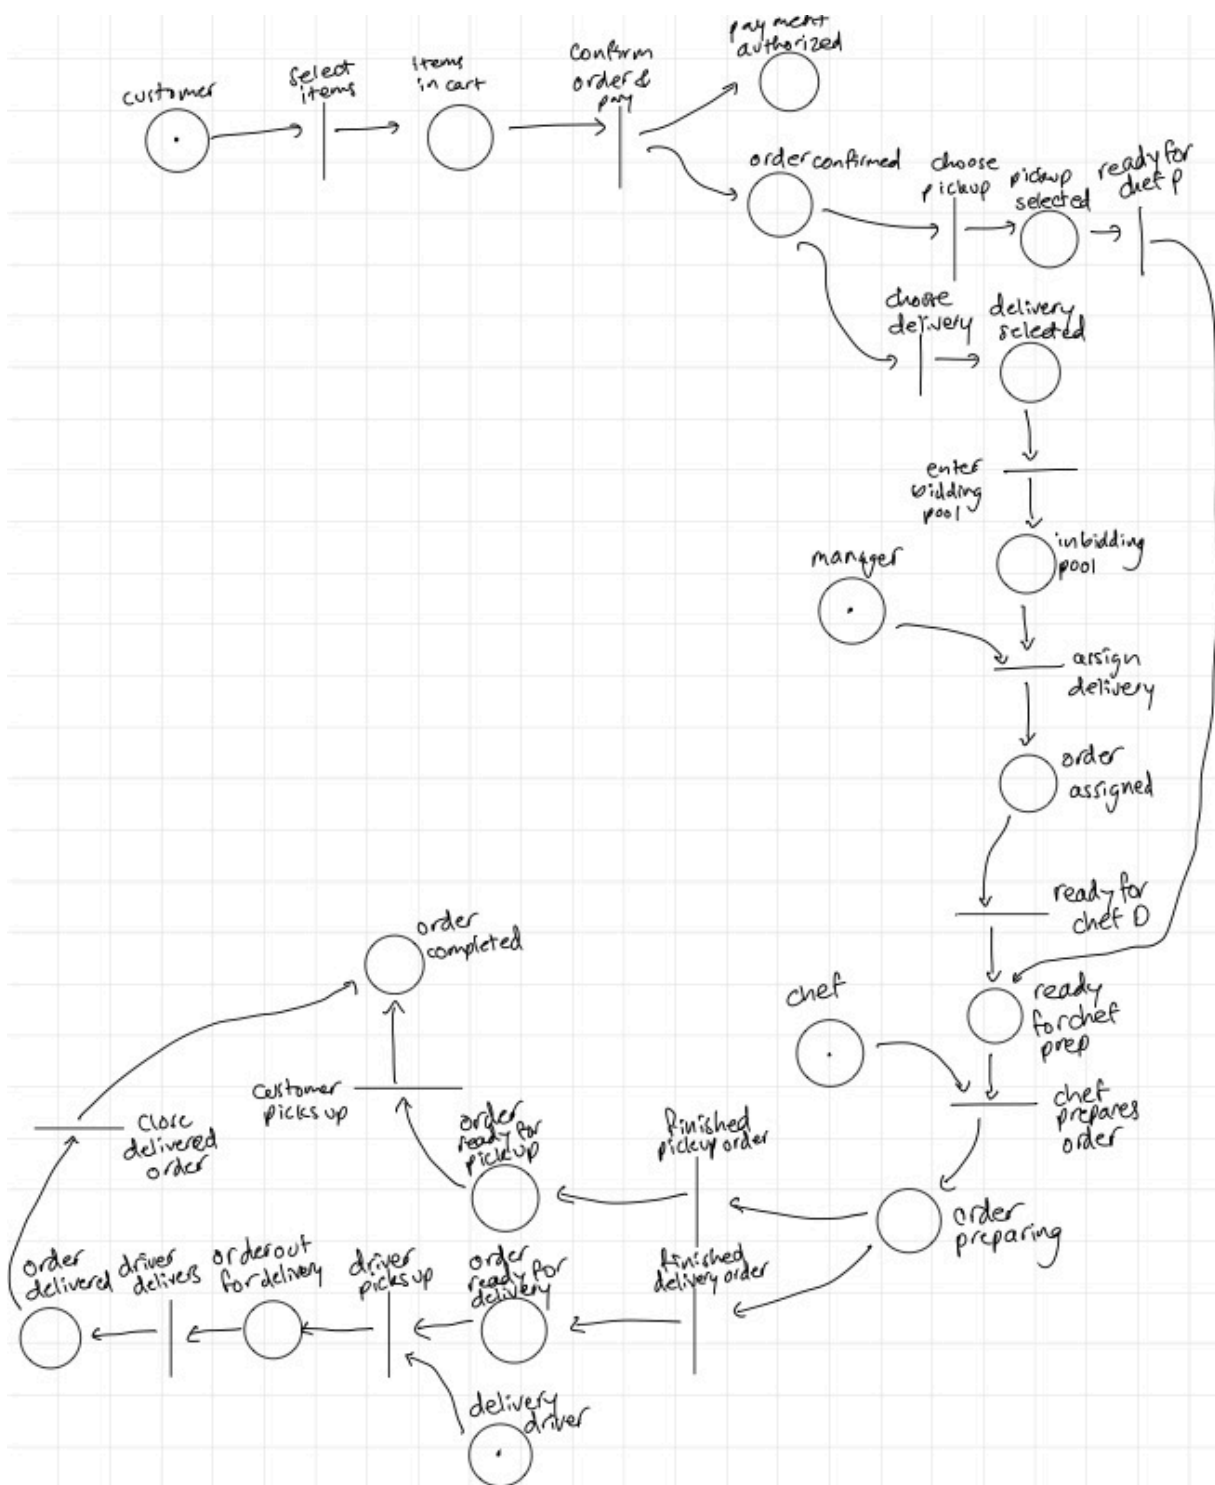 payment
authorized
customer
select
items
items
in cart
Confirm
order &
pay
order confirmed
choose
pickup
pickup
selected
ready for
chef P
choose
delivery
delivery
selected
enter
bidding
pool
in bidding
pool
manager
assign
delivery
order
assigned
ready for
chef D
order
completed
chef
ready
for chef
prep
customer
picks up
chef
prepares
order
close
delivered
order
order
ready for
pickup
finished
pickup order
order
preparing
order
delivered
driver
delivers
order out
for delivery
driver
picks up
order
ready for
delivery
finished
delivery order
delivery
driver